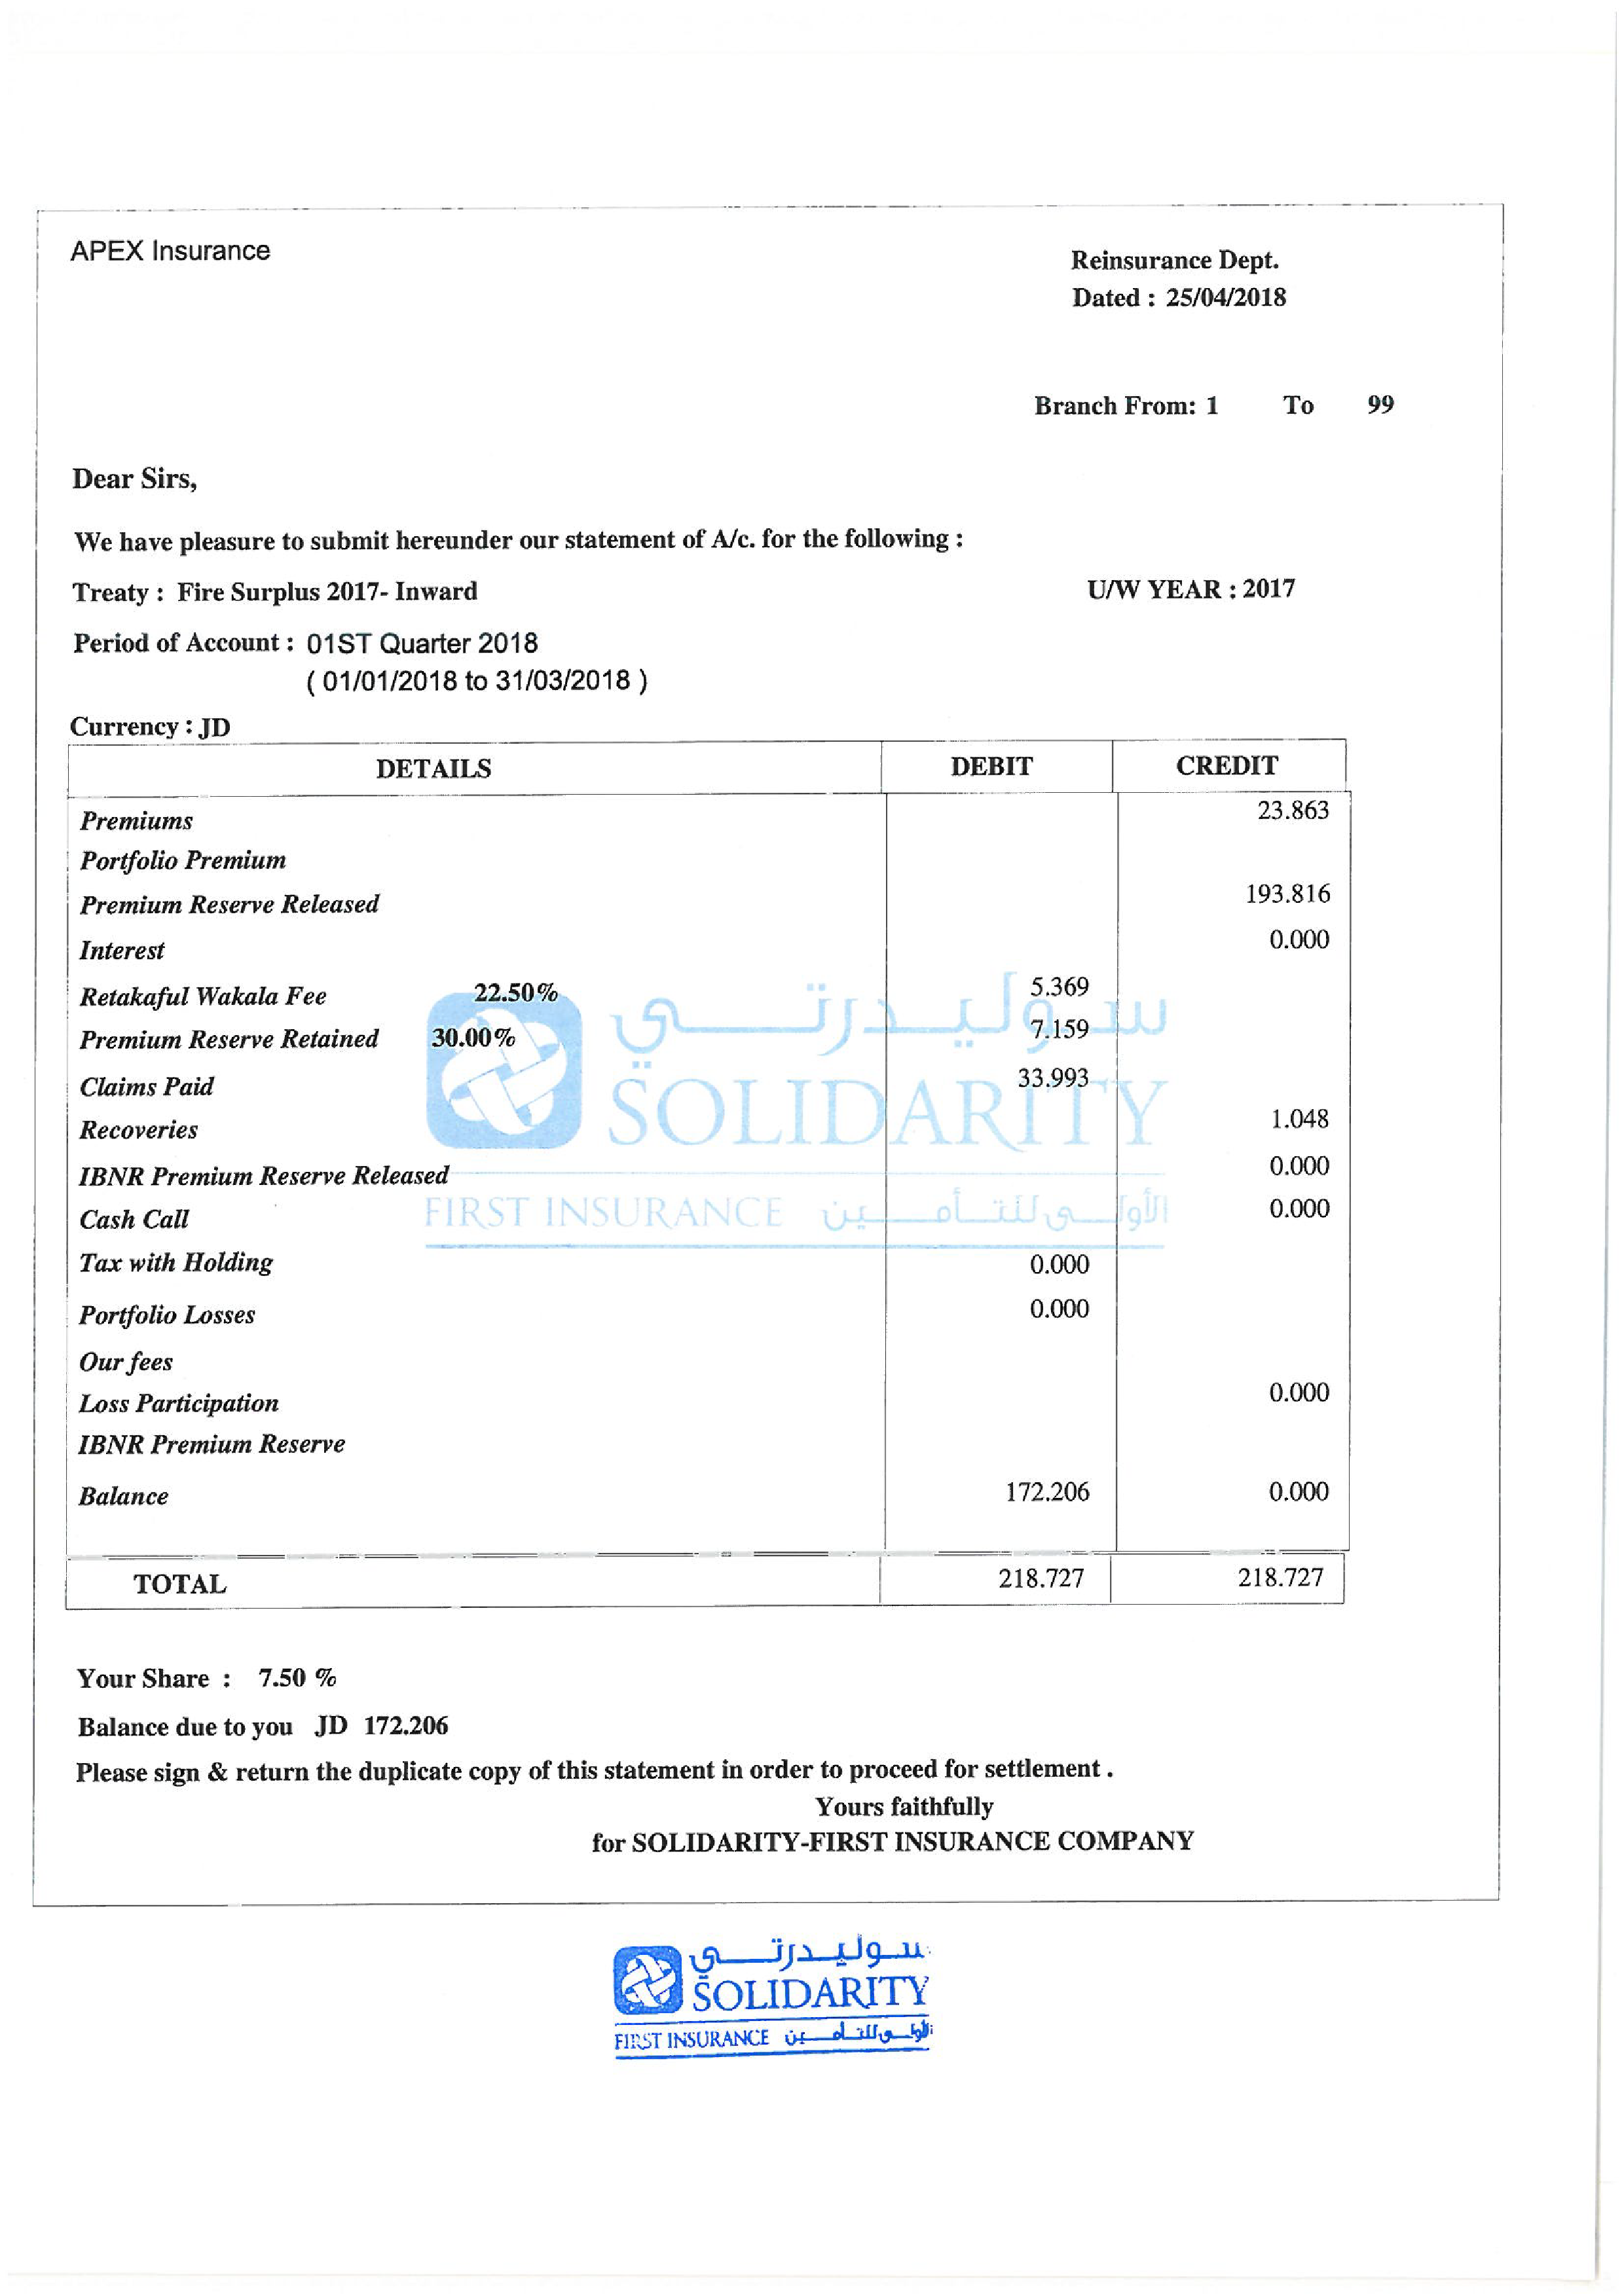 APEX Insurance
Reinsurance Dept.
Dated : 25/04/2018
Branch From: 1 To 99
Dear Sirs,
We have pleasure to submit hereunder our statement of A/c. for the following :
Treaty : Fire Surplus 2017- Inward U/W YEAR : 2017
Period of Account : 01ST Quarter 2018
( 01/01/2018 to 31/03/2018 )
Currency : JD
DETAILS DEBIT CREDIT
Premiums 23.863
Portfolio Premium
Premium Reserve Released 193.816
Interest 0.000
Retakaful Wakala Fee 22.50% 5.369
Premium Reserve Retained 30.00% 7.159
Claims Paid 33.993
Recoveries 1.048
IBNR Premium Reserve Released 0.000
Cash Call 0.000
Tax with Holding 0.000
Portfolio Losses 0.000
Our fees
Loss Participation 0.000
IBNR Premium Reserve
Balance 172.206 0.000
TOTAL 218.727 218.727
سوليدرتي
SOLIDARITY
FIRST INSURANCE الأولى للتأمين
Your Share : 7.50 %
Balance due to you JD 172.206
Please sign & return the duplicate copy of this statement in order to proceed for settlement .
Yours faithfully
for SOLIDARITY-FIRST INSURANCE COMPANY
سوليدرتي
SOLIDARITY
FIRST INSURANCE الأولى للتأمين